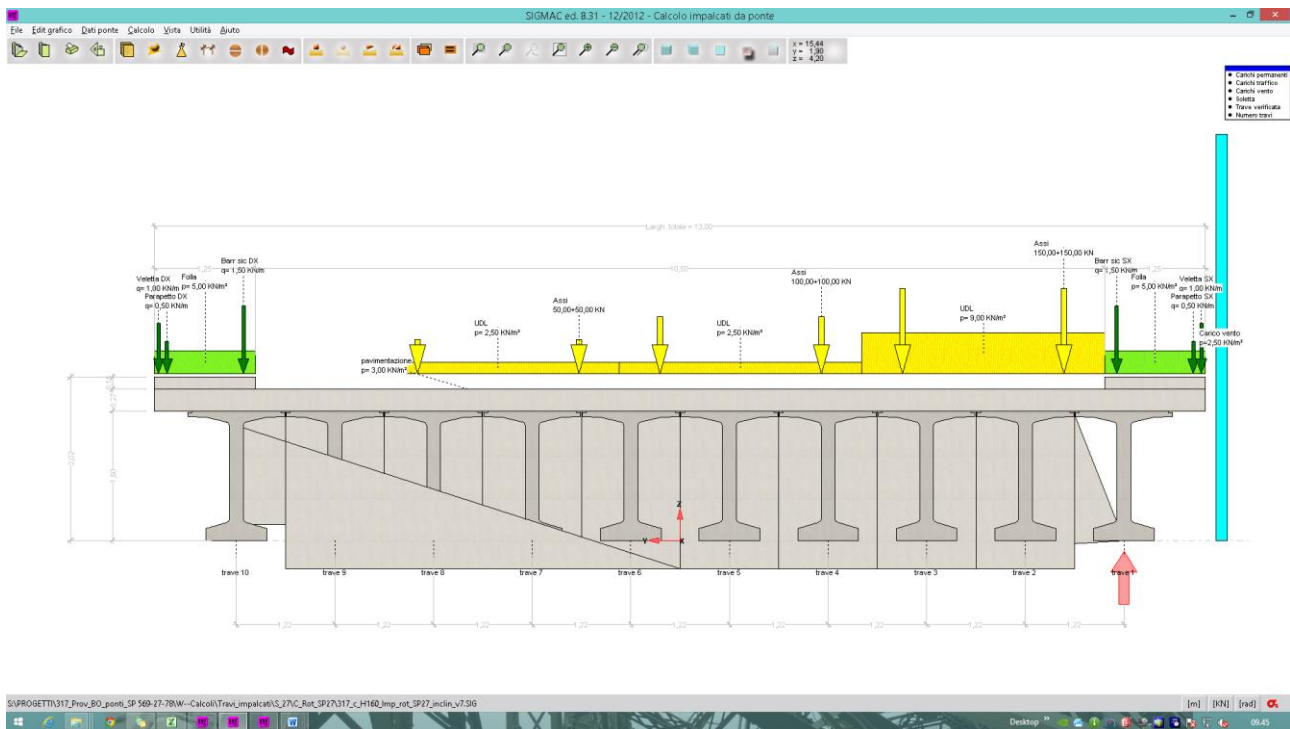 SIGMAC ed. 8.31 - 12/2012 - Calcolo impalcati da ponte
File Edit grafico Dati ponte Calcolo Vista Utilità Aiuto
x = 15,44
y = 1,90
z = 4,20
Carichi permanenti
Carichi traffico
Carichi vento
Soletta
Trave verificata
Numero travi
Largh. totale = 13,00
1,25
10,50
1,25
Veletta DX
q= 1,00 KN/m
Parapetto DX
q= 0,50 KN/m
Folla
p= 5,00 KN/m²
Barr sic DX
q= 1,50 KN/m
pavimentazione
p= 3,00 KN/m²
UDL
p= 2,50 KN/m²
Assi
50,00+50,00 KN
UDL
p= 2,50 KN/m²
Assi
100,00+100,00 KN
UDL
p= 9,00 KN/m²
Assi
150,00+150,00 KN
Barr sic SX
q= 1,50 KN/m
Folla
p= 5,00 KN/m²
Veletta SX
q= 1,00 KN/m
Parapetto SX
q= 0,50 KN/m
Carico vento
p=2,50 KN/m²
Z
Y
X
trave 10
trave 9
trave 8
trave 7
trave 6
trave 5
trave 4
trave 3
trave 2
trave 1
1,22
1,22
1,22
1,22
1,22
1,22
1,22
1,22
1,22
S:\PROGETTI\317_Prov_BO_ponti_SP 569-27-78\W--Calcoli\Travi_impalcati\S_27\C_Rot_SP27\317_c_H160_Imp_rot_SP27_inclin_v7.SIG
[m] [KN] [rad]
Desktop
09.45